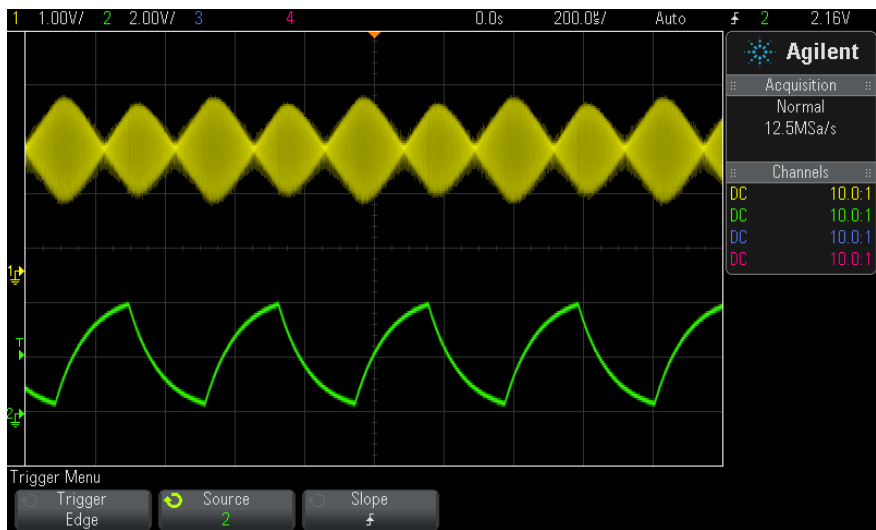 1 1.00V/ 2 2.00V/ 3 4 0.0s 200.0㎲/ Auto 2 2.16V
Agilent
Acquisition
Normal
12.5MSa/s
Channels
DC 10.0:1
DC 10.0:1
DC 10.0:1
DC 10.0:1
1
T
2
Trigger Menu
Trigger
Edge
Source
2
Slope